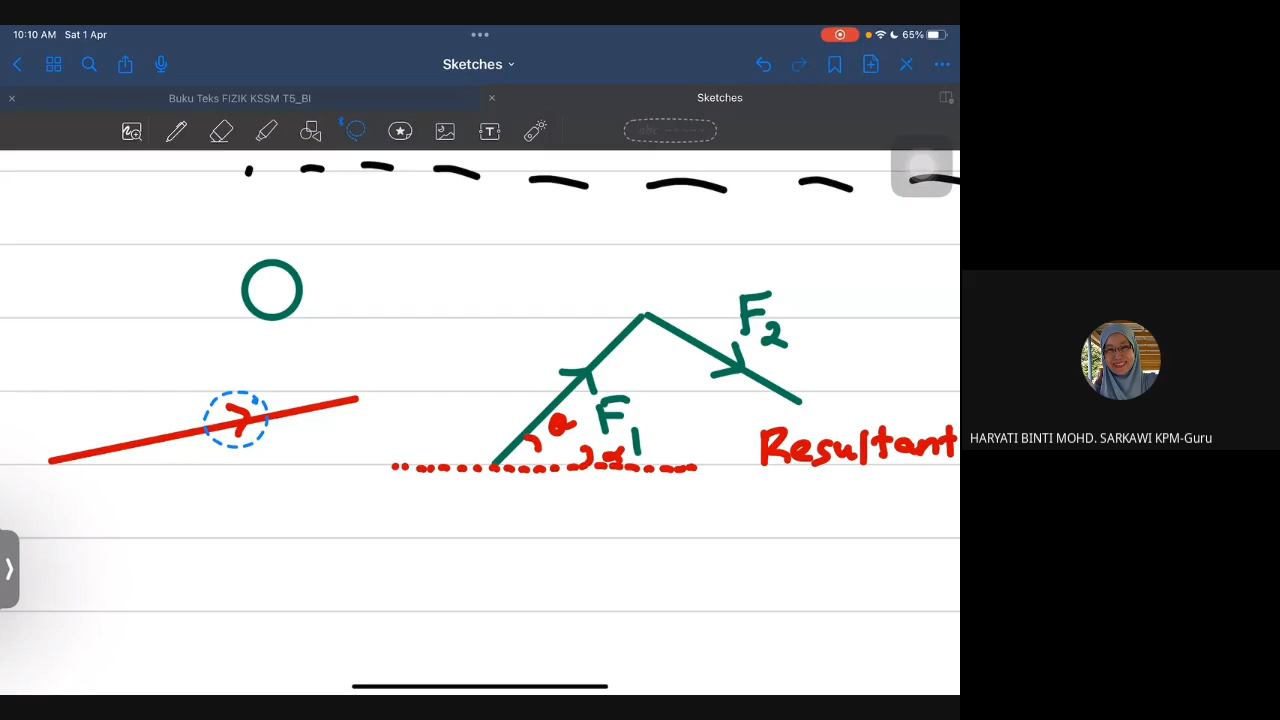 10:10 AM Sat 1 Apr
65%
Sketches
Buku Teks FIZIK KSSM T5_BI
Sketches
T
abc
F2
F1
θ
α
Resultant
HARYATI BINTI MOHD. SARKAWI KPM-Guru